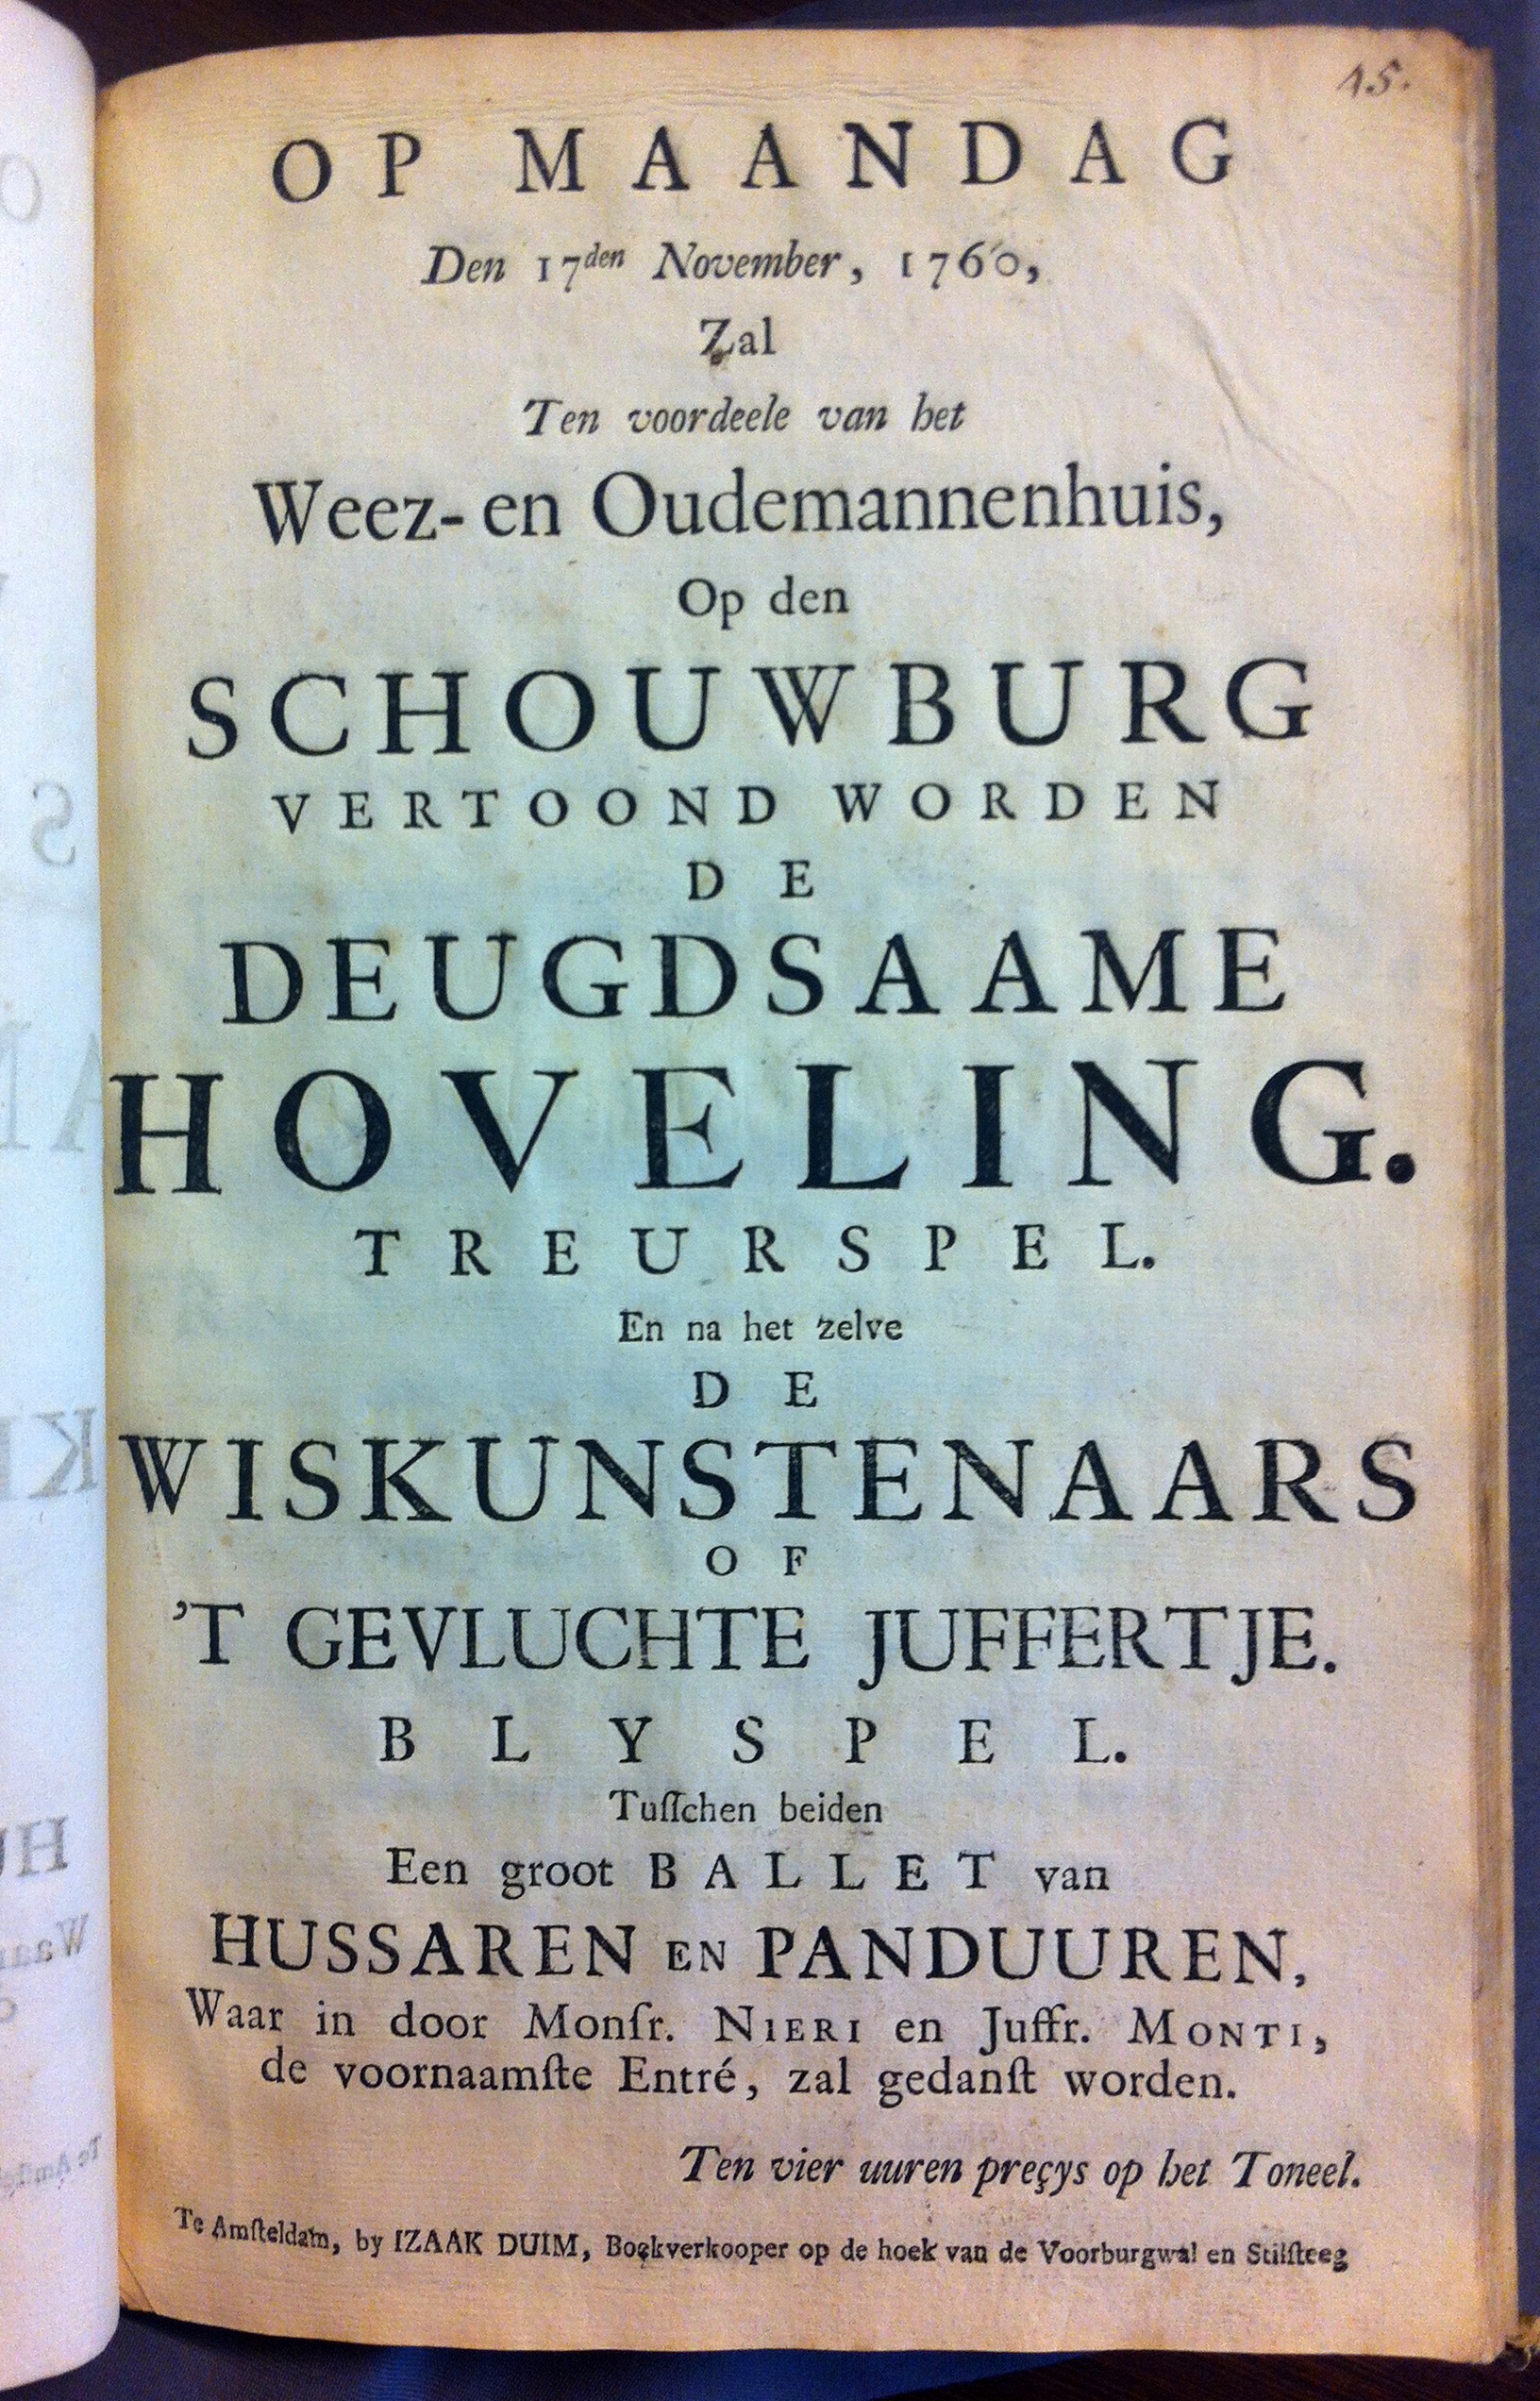 45.
OP MAANDAG
Den 17den November, 1760,
Zal
Ten voordeele van het
Weez- en Oudemannenhuis,
Op den
SCHOUWBURG
VERTOOND WORDEN
DE
DEUGDSAAME
HOVELING.
TREURSPEL.
En na het zelve
DE
WISKUNSTENAARS
OF
'T GEVLUCHTE JUFFERTJE.
BLYSPEL.
Tuſſchen beiden
Een groot BALLET van
HUSSAREN EN PANDUUREN,
Waar in door Monſr. NIERI en Juffr. MONTI,
de voornaamſte Entré, zal gedanſt worden.
Ten vier uuren preçys op het Toneel.
Te Amſteldam, by IZAAK DUIM, Boekverkooper op de hoek van de Voorburgwal en Stilſteeg